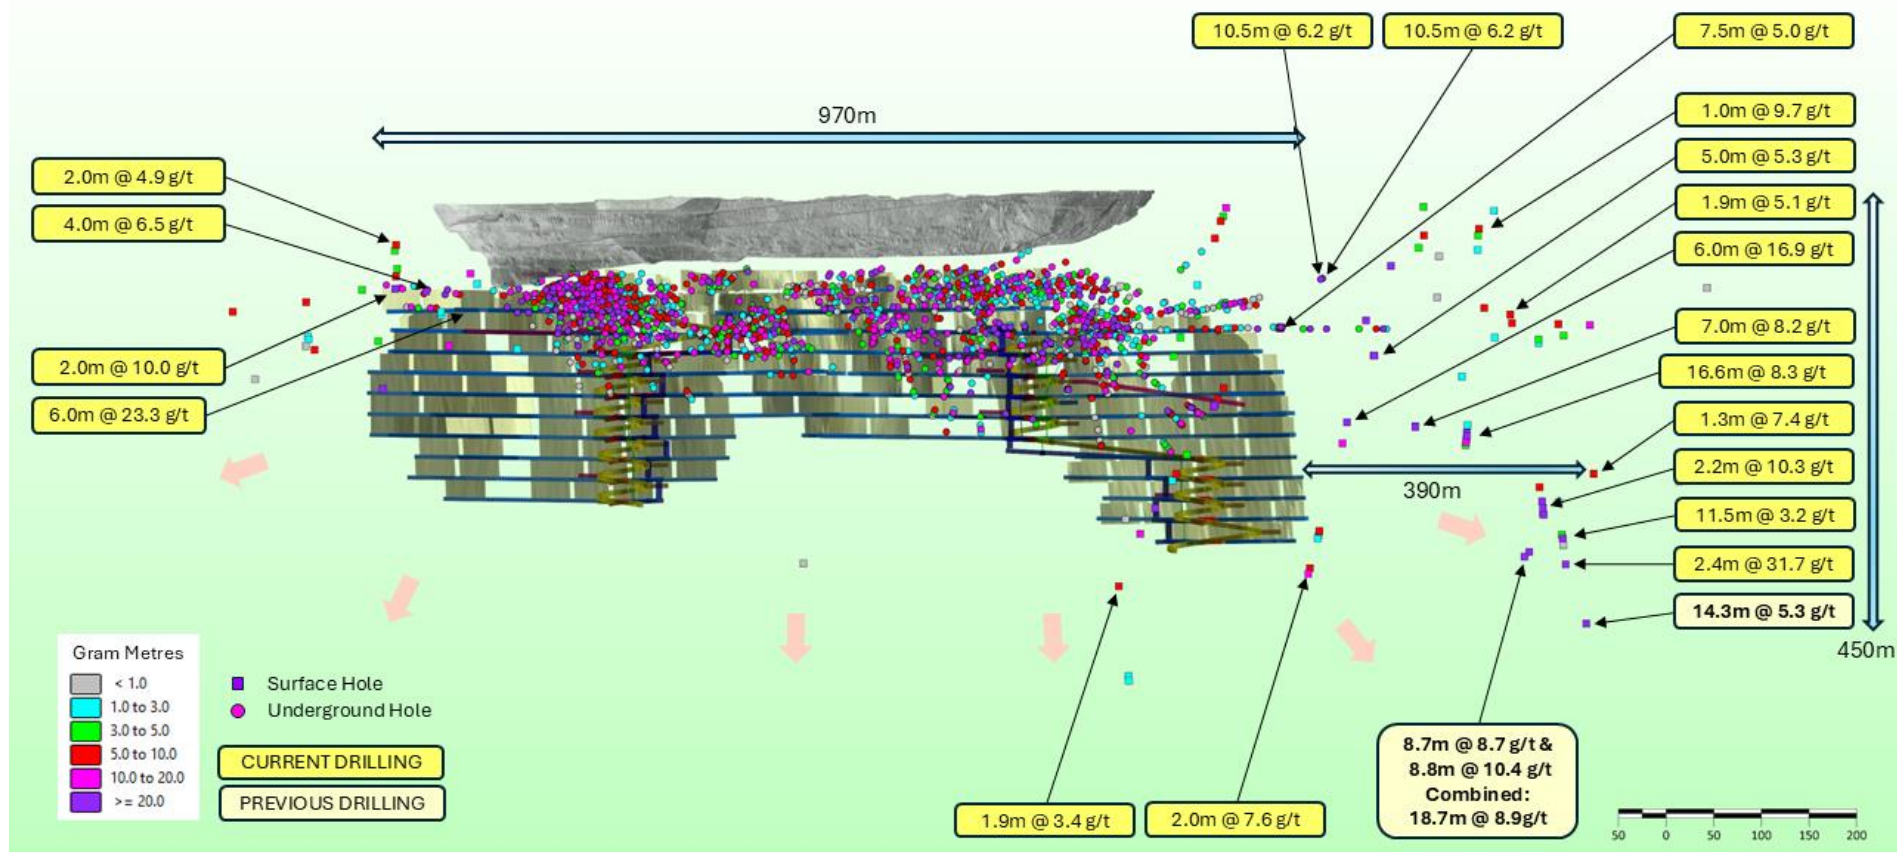 10.5m @ 6.2 g/t
10.5m @ 6.2 g/t
7.5m @ 5.0 g/t
970m
1.0m @ 9.7 g/t
5.0m @ 5.3 g/t
2.0m @ 4.9 g/t
1.9m @ 5.1 g/t
4.0m @ 6.5 g/t
6.0m @ 16.9 g/t
7.0m @ 8.2 g/t
2.0m @ 10.0 g/t
16.6m @ 8.3 g/t
6.0m @ 23.3 g/t
1.3m @ 7.4 g/t
2.2m @ 10.3 g/t
390m
11.5m @ 3.2 g/t
2.4m @ 31.7 g/t
14.3m @ 5.3 g/t
450m
Gram Metres
< 1.0
1.0 to 3.0
3.0 to 5.0
5.0 to 10.0
10.0 to 20.0
>= 20.0
Surface Hole
Underground Hole
CURRENT DRILLING
PREVIOUS DRILLING
1.9m @ 3.4 g/t
2.0m @ 7.6 g/t
8.7m @ 8.7 g/t &
8.8m @ 10.4 g/t
Combined:
18.7m @ 8.9g/t
50 0 50 100 150 200